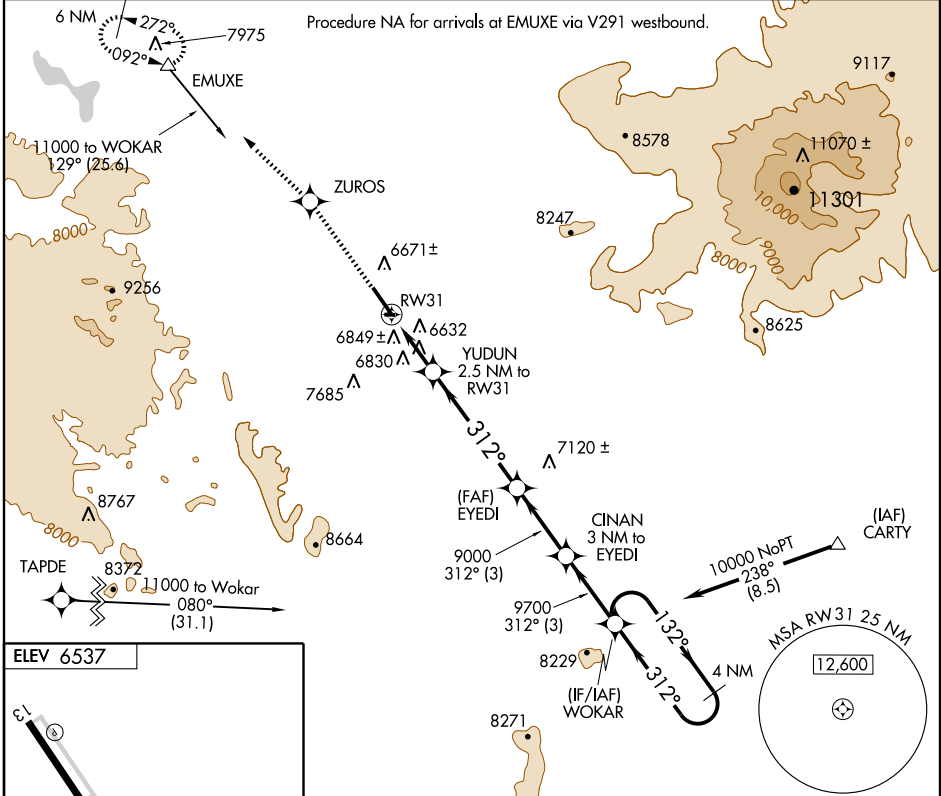 Procedure NA for arrivals at EMUXE via V291 westbound.
6 NM
272°
7975
092°
EMUXE
11000 to WOKAR
129° (25.6)
ZUROS
9117
8578
11070 ±
11301
10,000
9000
8000
8247
8625
8000
9256
6671±
RW31
6849 ±
6632
6830
7685
YUDUN
2.5 NM to
RW31
312°
7120 ±
(FAF)
EYEDI
CINAN
3 NM to
EYEDI
9000
312° (3)
9700
312° (3)
(IAF)
CARTY
10000 NoPT
238°
(8.5)
8767
8000
8664
TAPDE
8372
11000 to Wokar
080°
(31.1)
132°
312°
4 NM
8229
(IF/IAF)
WOKAR
8271
MSA RW31 25 NM
12,600
ELEV 6537
13
P